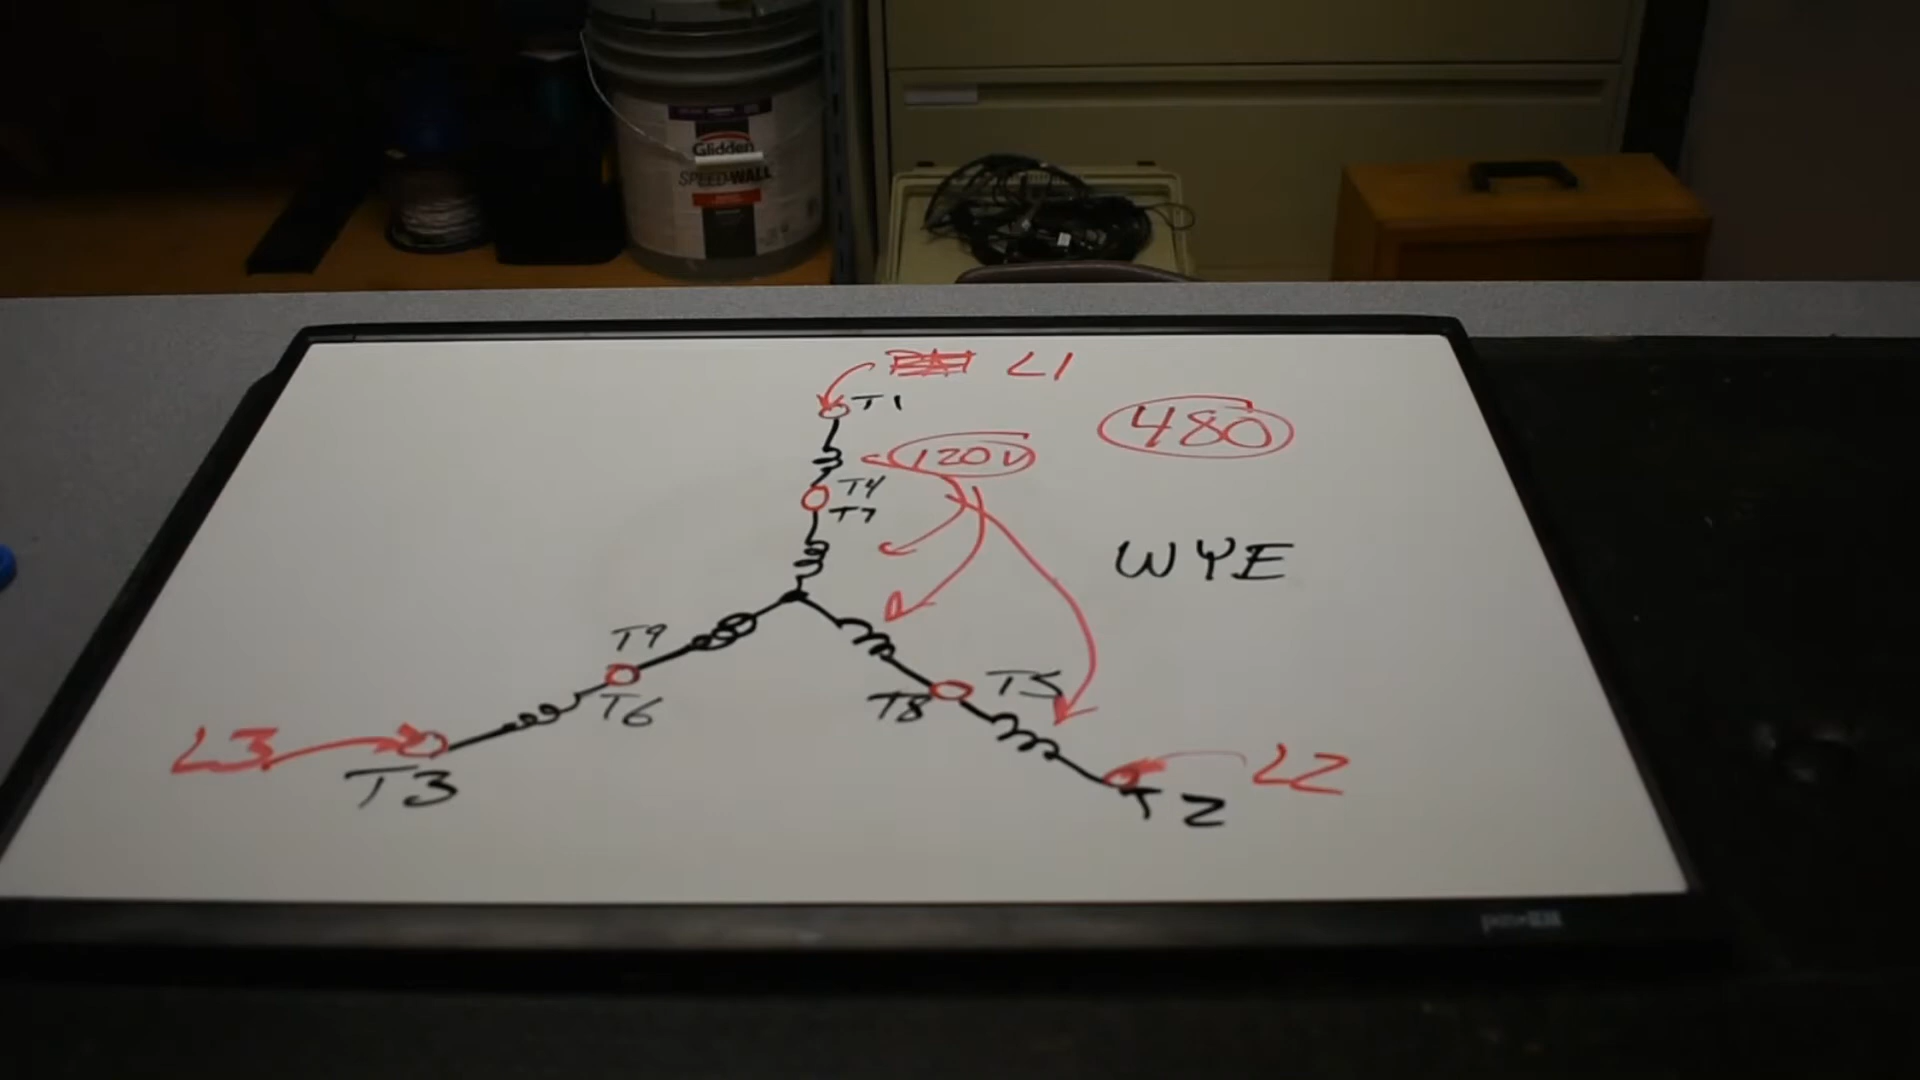 Glidden
SPEED-WALL
L1
T1
480
120V
T4
T7
WYE
T9
T6
T5
T8
L3
T3
L2
T2